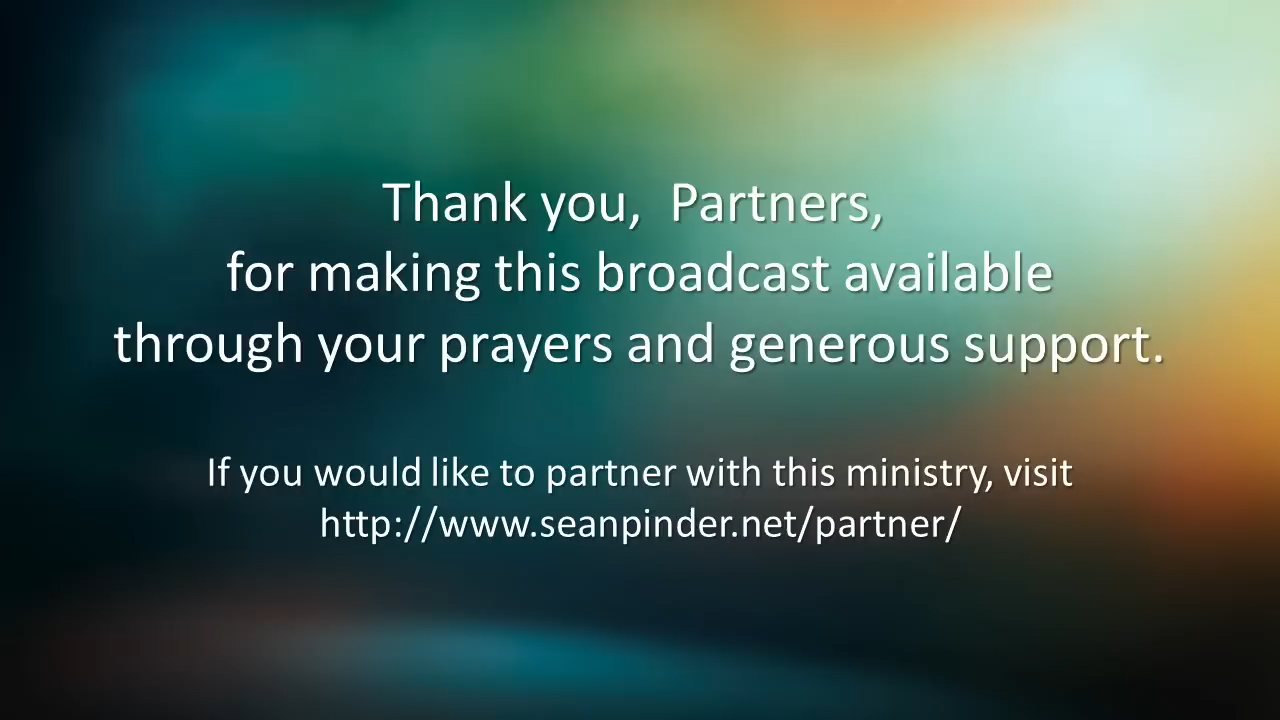 Thank you,  Partners,
for making this broadcast available
through your prayers and generous support.
If you would like to partner with this ministry, visit
http://www.seanpinder.net/partner/